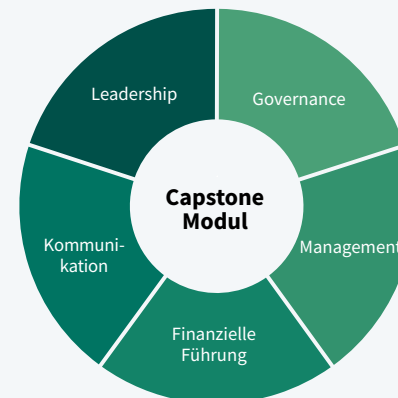 Leadership
Governance
Capstone
Modul
Kommuni-
kation
Management
Finanzielle
Führung